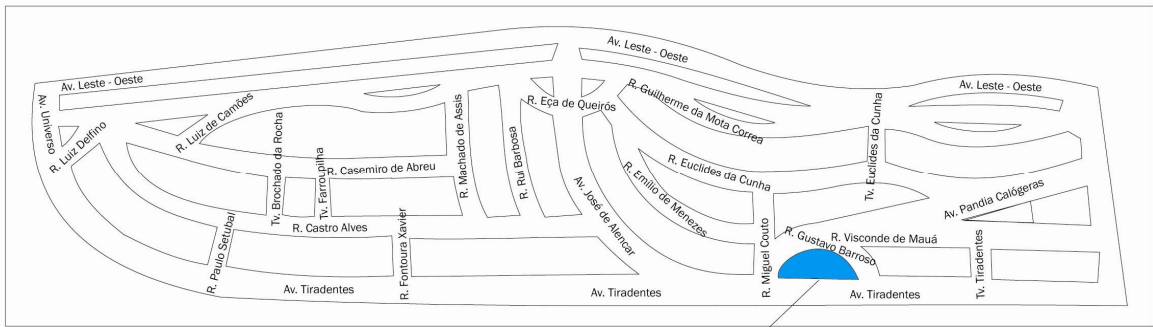 Av. Leste - Oeste
Av. Leste - Oeste
Av. Leste - Oeste
Av. Universo
R. Luiz Delfino
R. Luiz de Camões
Tv. Brochado da Rocha
Tv. Farroupilha
R. Casemiro de Abreu
R. Machado de Assis
R. Rui Barbosa
R. Eça de Queirós
R. Guilherme da Mota Correa
R. Euclides da Cunha
Tv. Euclides da Cunha
R. Emílio de Menezes
Av. José de Alencar
Av. Pandia Calógeras
R. Paulo Setubal
R. Castro Alves
R. Fontoura Xavier
R. Miguel Couto
R. Gustavo Barroso
R. Visconde de Mauá
Tv. Tiradentes
Av. Tiradentes
Av. Tiradentes
Av. Tiradentes